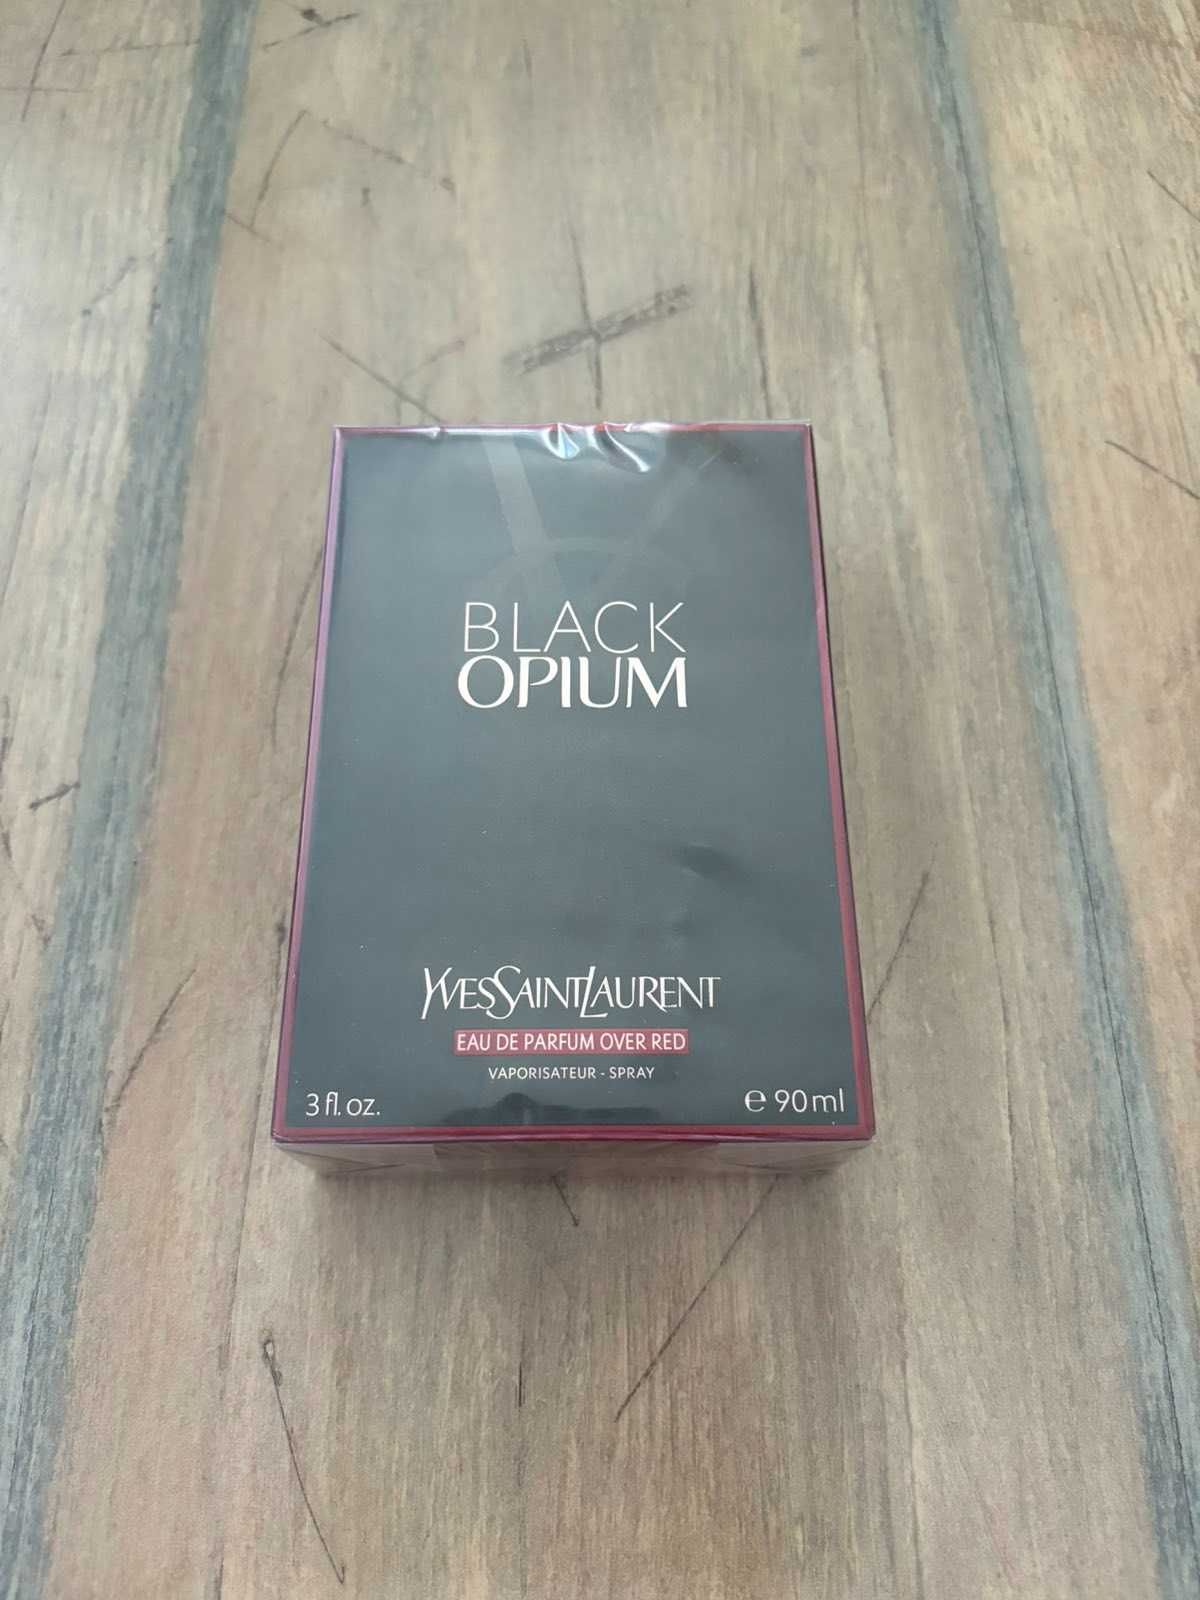 BLACK
OPIUM
YVESSAINTLAURENT
EAU DE PARFUM OVER RED
VAPORISATEUR - SPRAY
3 fl. oz.
℮ 90 ml